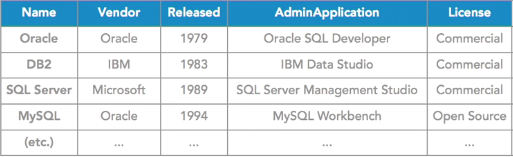 Name Vendor Released AdminApplication License
Oracle Oracle 1979 Oracle SQL Developer Commercial
DB2 IBM 1983 IBM Data Studio Commercial
SQL Server Microsoft 1989 SQL Server Management Studio Commercial
MySQL Oracle 1994 MySQL Workbench Open Source
(etc.) ... ... ... ...